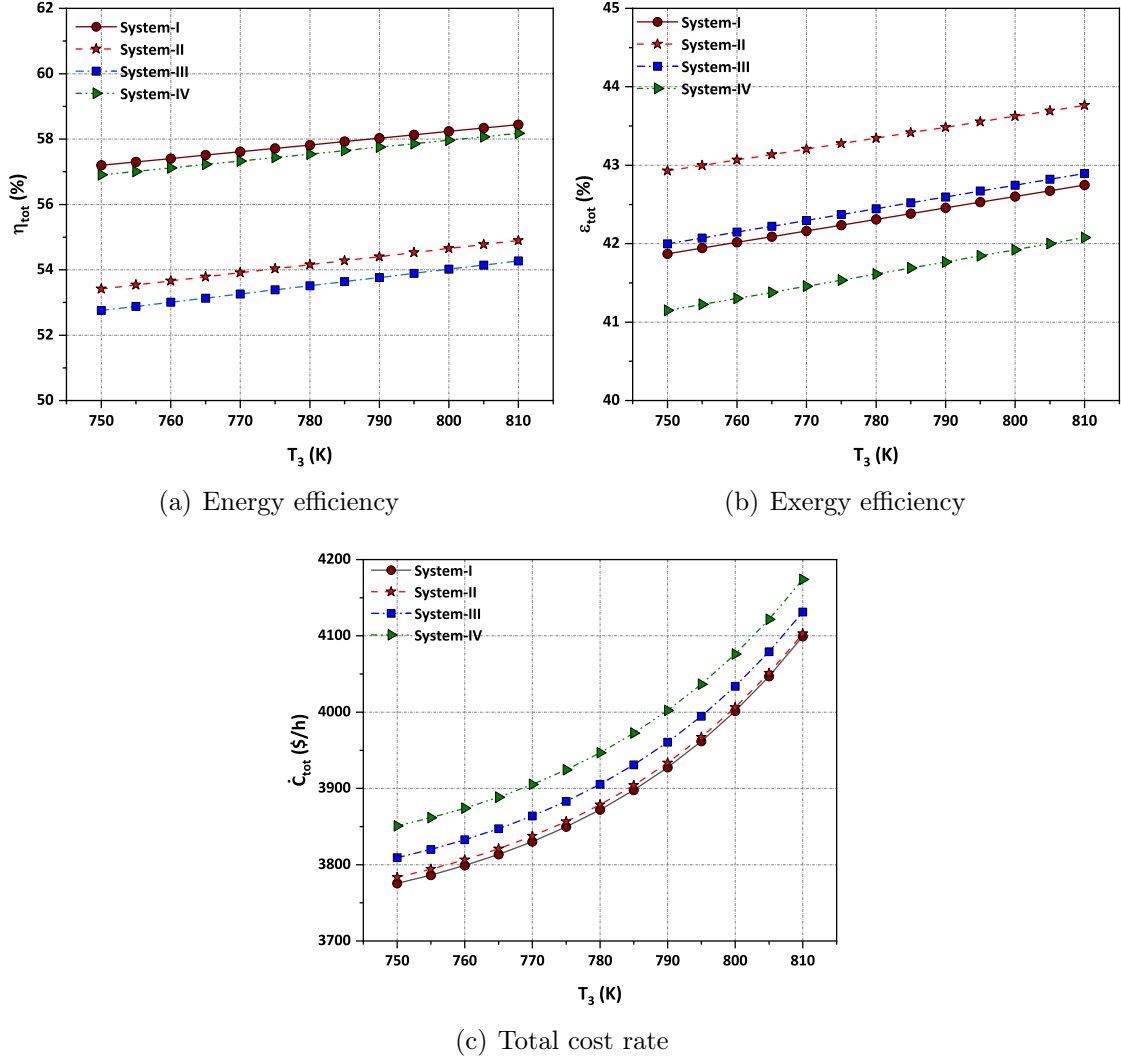 62
60
58
56
54
52
50
η_tot (%)
System-I
System-II
System-III
System-IV
750 760 770 780 790 800 810
T₃ (K)
(a) Energy efficiency
45
44
43
42
41
40
ε_tot (%)
System-I
System-II
System-III
System-IV
750 760 770 780 790 800 810
T₃ (K)
(b) Exergy efficiency
4200
4100
4000
3900
3800
3700
Ċ_tot ($/h)
System-I
System-II
System-III
System-IV
750 760 770 780 790 800 810
T₃ (K)
(c) Total cost rate